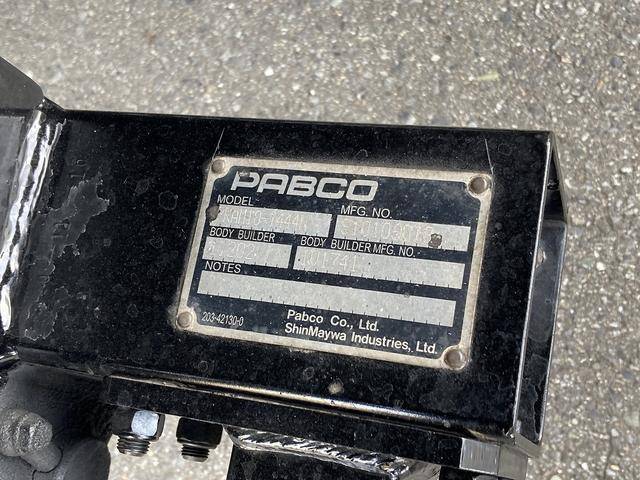 PABCO
MODEL MFG. NO.
BODY BUILDER BODY BUILDER MFG. NO.
NOTES
203-42130-0
Pabco Co., Ltd.
ShinMaywa Industries, Ltd.